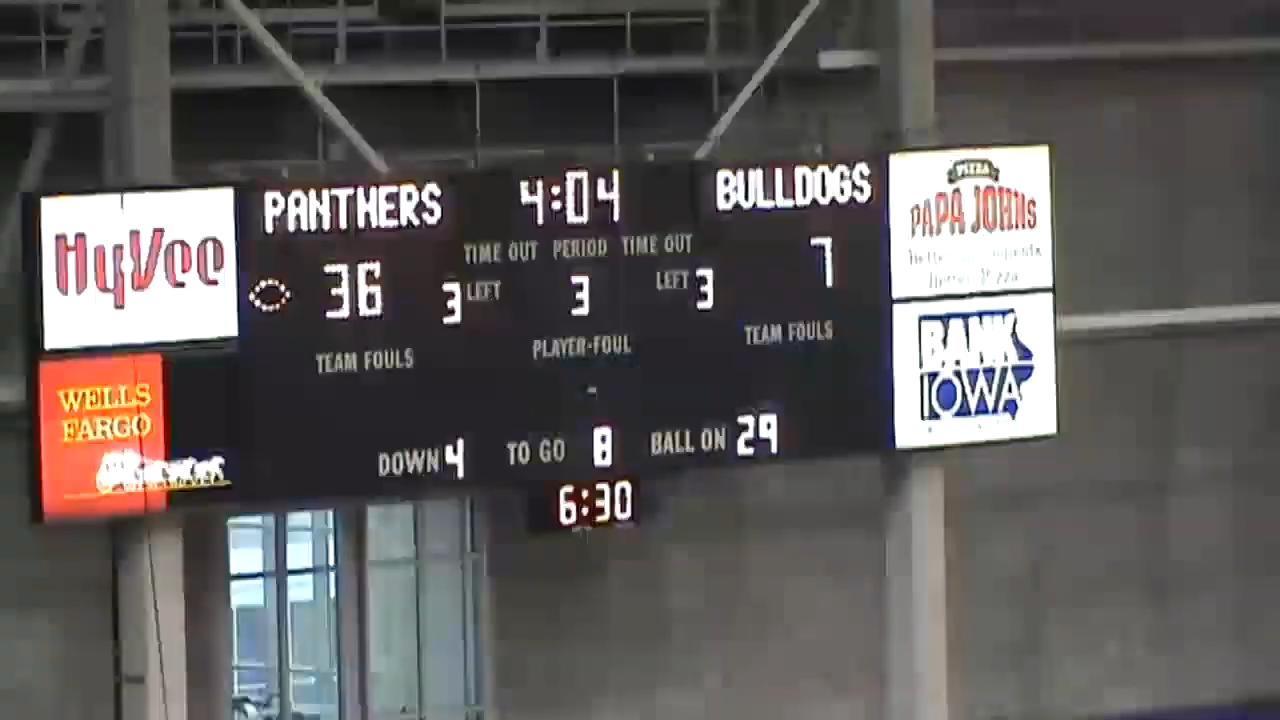 HyVee
WELLS
FARGO
PANTHERS 4:04 BULLDOGS
TIME OUT PERIOD TIME OUT
36 3 LEFT 3 LEFT 3 7
TEAM FOULS PLAYER-FOUL TEAM FOULS
-
DOWN 4 TO GO 8 BALL ON 29
6:30
PIZZA
PAPA JOHNS
Pizza
BANK
IOWA